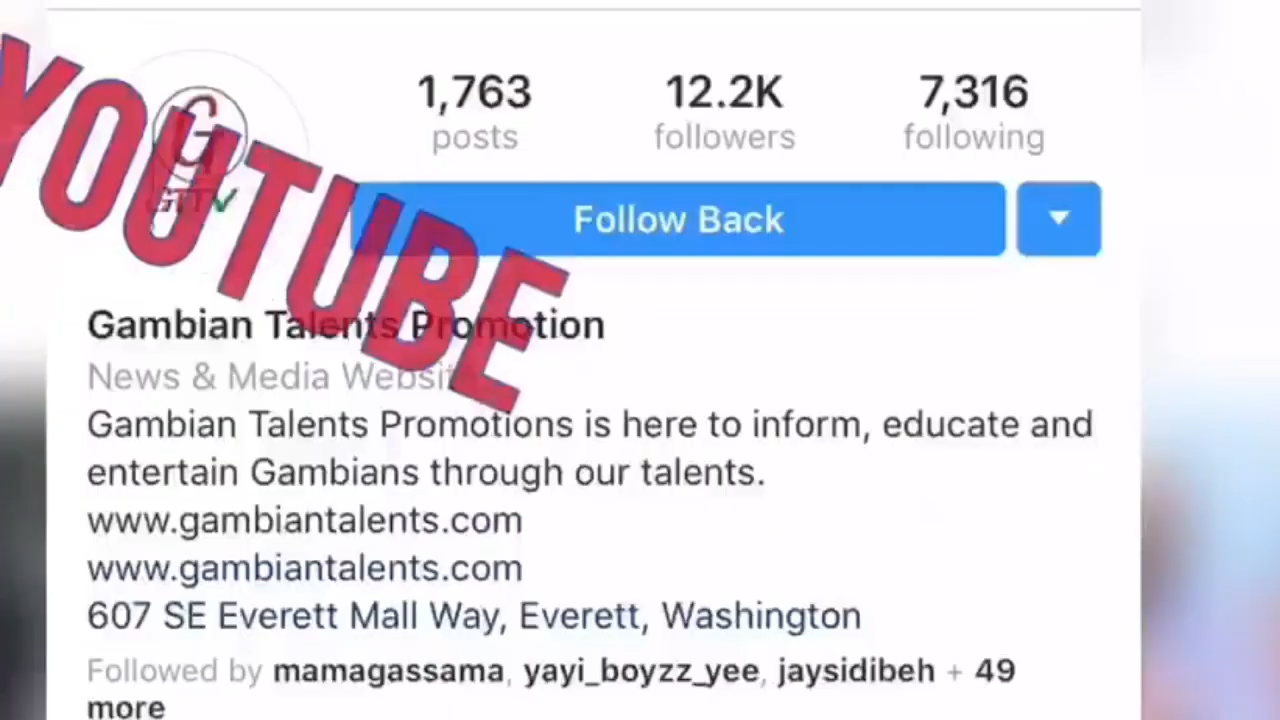 YOUTUBE
G
GTTV
1,763 12.2K 7,316
posts followers following
Follow Back
Gambian Talents Promotion
News & Media Website
Gambian Talents Promotions is here to inform, educate and
entertain Gambians through our talents.
www.gambiantalents.com
www.gambiantalents.com
607 SE Everett Mall Way, Everett, Washington
Followed by mamagassama, yayi_boyzz_yee, jaysidibeh + 49
more